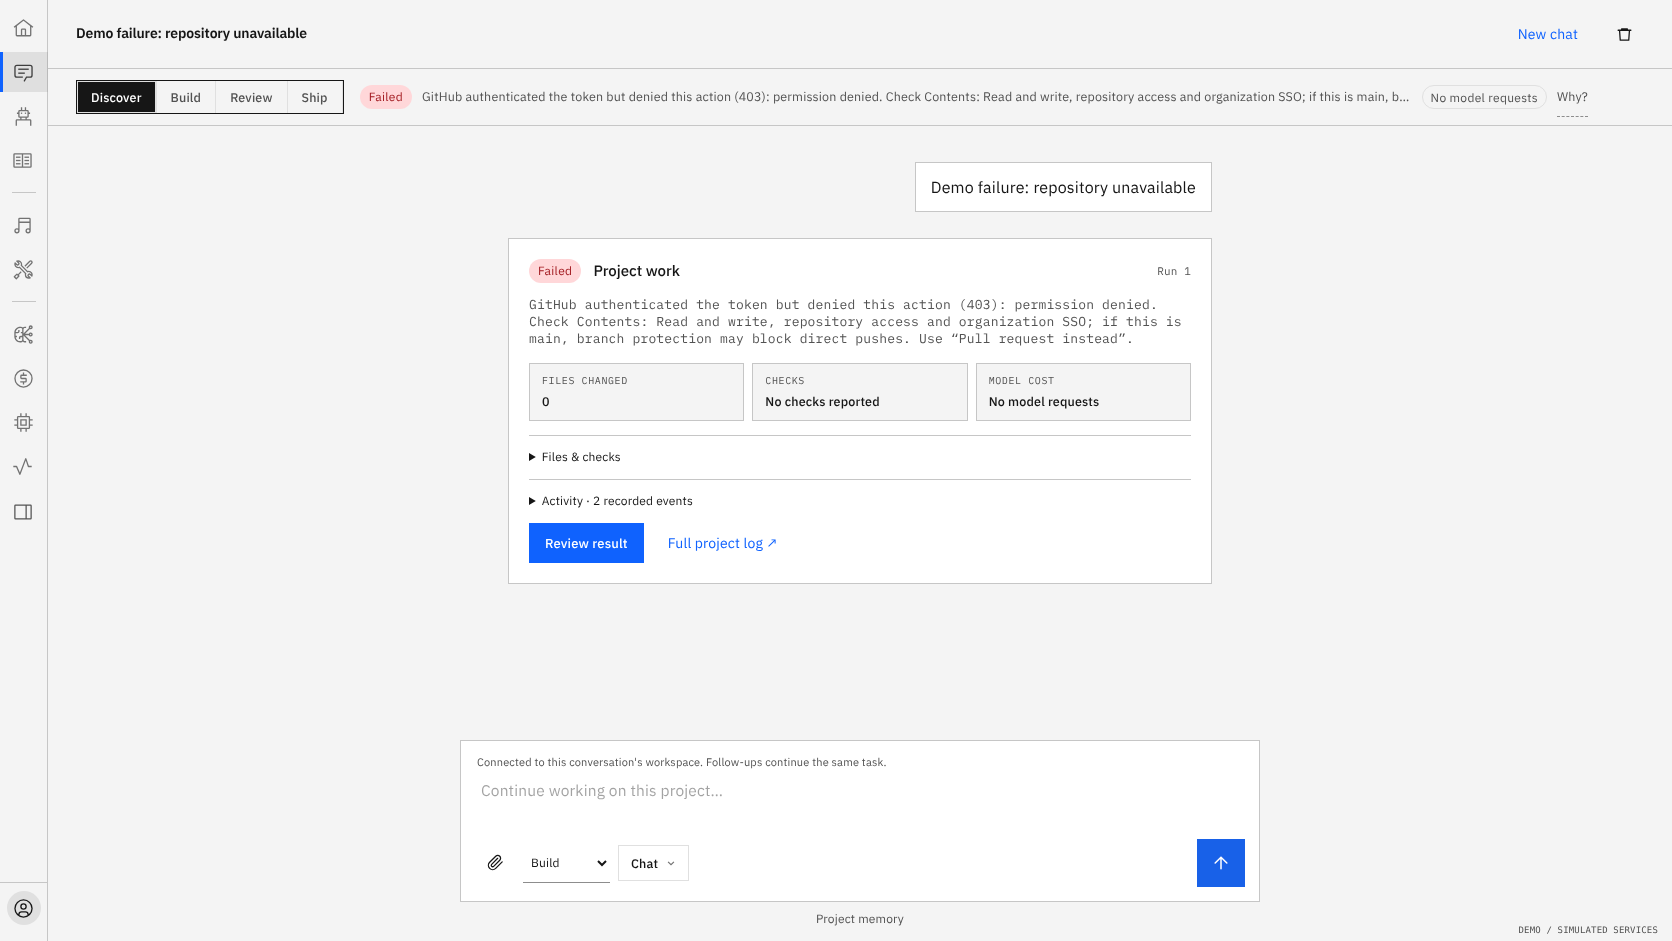 Demo failure: repository unavailable
New chat
Discover Build Review Ship
Failed GitHub authenticated the token but denied this action (403): permission denied. Check Contents: Read and write, repository access and organization SSO; if this is main, b...
No model requests
Why?
Demo failure: repository unavailable
Failed Project work
Run 1
GitHub authenticated the token but denied this action (403): permission denied.
Check Contents: Read and write, repository access and organization SSO; if this is
main, branch protection may block direct pushes. Use “Pull request instead”.
FILES CHANGED
0
CHECKS
No checks reported
MODEL COST
No model requests
Files & checks
Activity · 2 recorded events
Review result
Full project log ↗
Connected to this conversation's workspace. Follow-ups continue the same task.
Continue working on this project...
Build
Chat
Project memory
DEMO / SIMULATED SERVICES